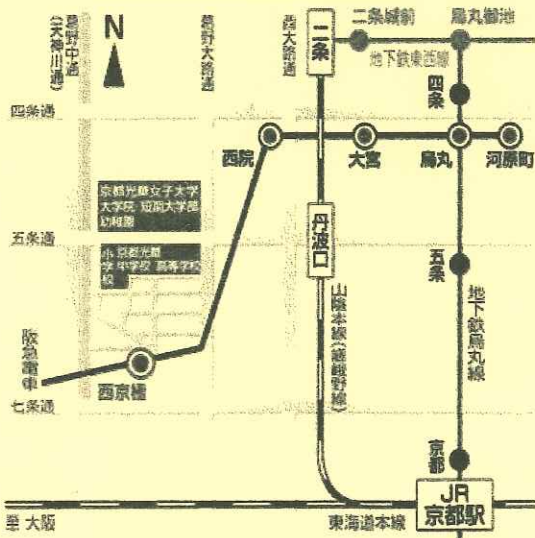 葛野中通
(天神川通)
N
葛野大路通
西大路通
二条
二条城前
烏丸御池
地下鉄東西線
四条
四条通
西院
大宮
烏丸
河原町
京都光華女子大学
大学院 短期大学部
幼稚園
五条通
小学校
京都光華
中学校 高等学校
丹波口
五条
地下鉄烏丸線
山陰本線(嵯峨野線)
阪急電車
西京極
七条通
京都
JR
京都駅
至 大阪
東海道本線